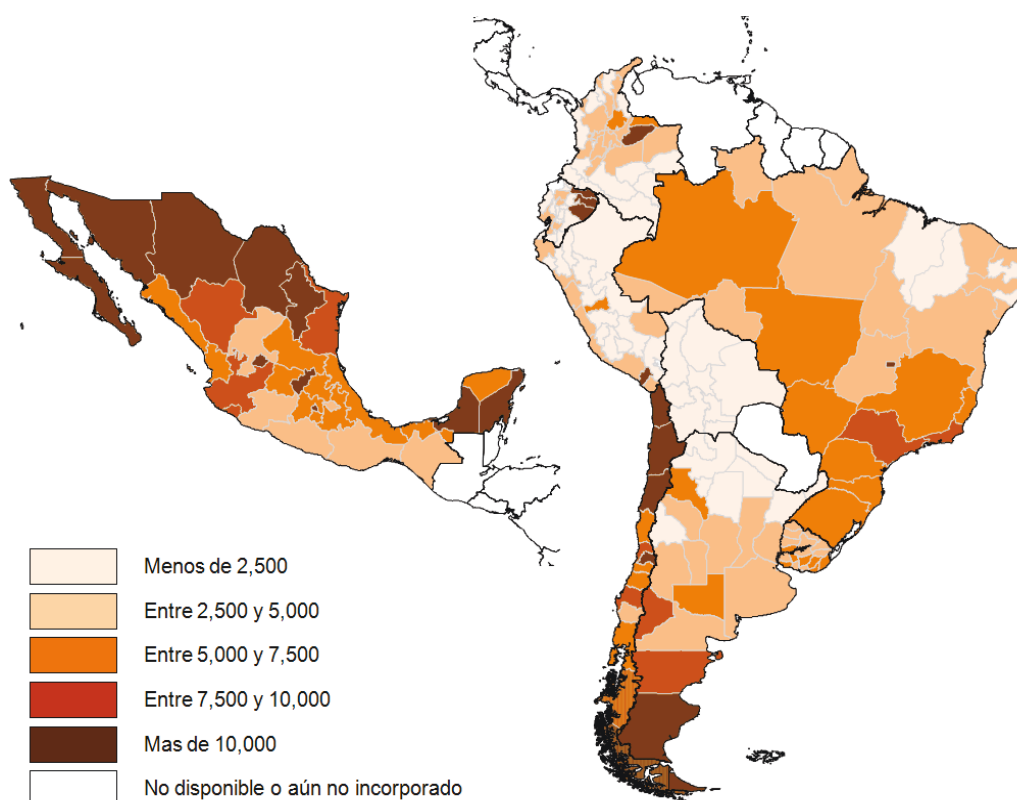 Menos de 2,500
Entre 2,500 y 5,000
Entre 5,000 y 7,500
Entre 7,500 y 10,000
Mas de 10,000
No disponible o aún no incorporado